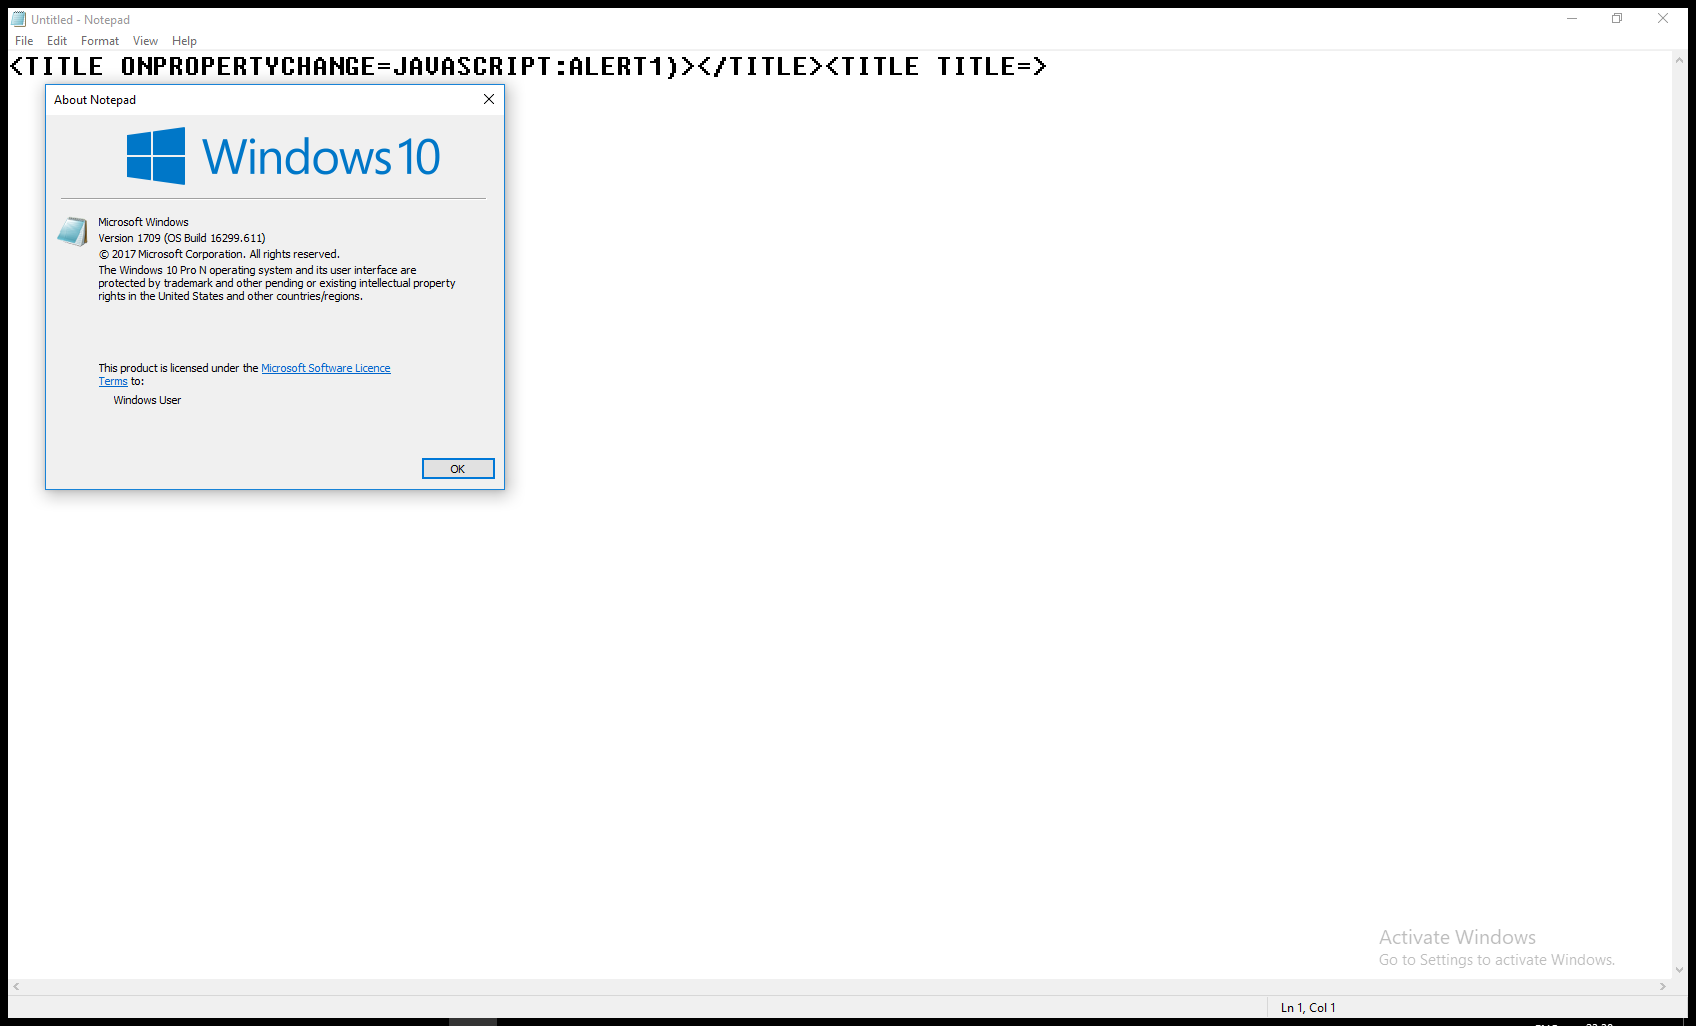 Untitled - Notepad
File Edit Format View Help
<TITLE ONPROPERTYCHANGE=JAVASCRIPT:ALERT1)></TITLE><TITLE TITLE=>
About Notepad
Windows 10
Microsoft Windows
Version 1709 (OS Build 16299.611)
© 2017 Microsoft Corporation. All rights reserved.
The Windows 10 Pro N operating system and its user interface are
protected by trademark and other pending or existing intellectual property
rights in the United States and other countries/regions.
This product is licensed under the Microsoft Software Licence
Terms to:
Windows User
OK
Activate Windows
Go to Settings to activate Windows.
Ln 1, Col 1